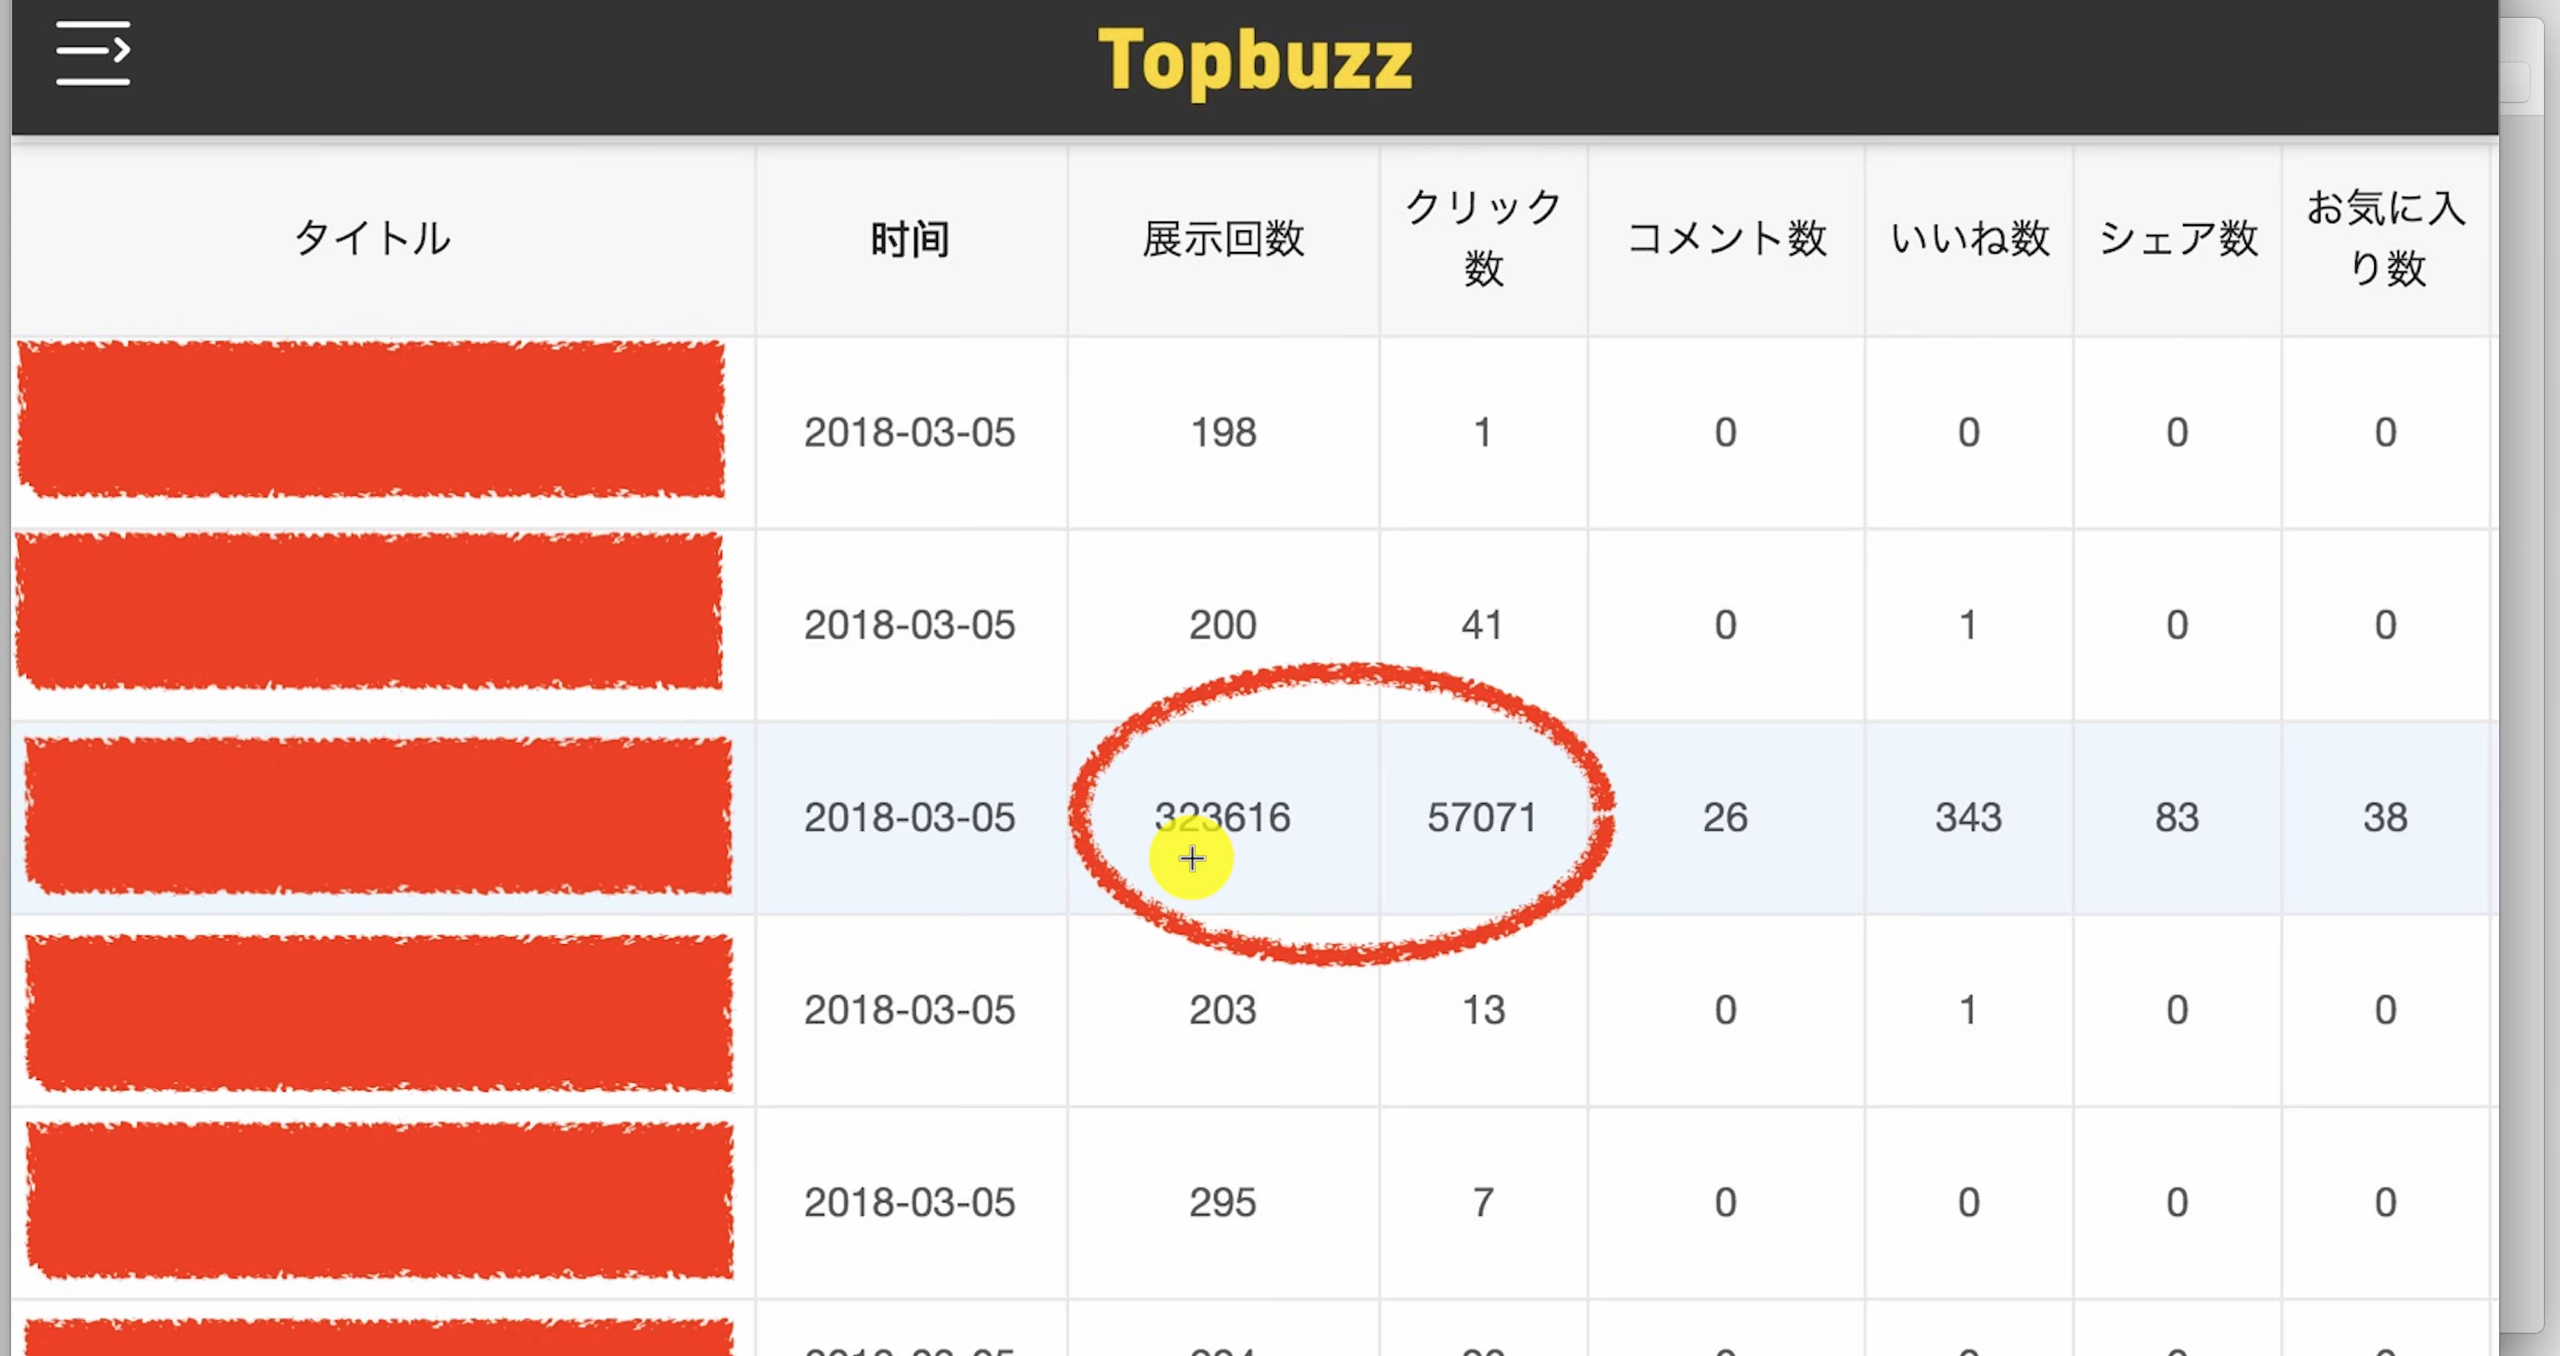 Topbuzz
タイトル 时间 展示回数 クリック数 コメント数 いいね数 シェア数 お気に入り数
2018-03-05 198 1 0 0 0 0
2018-03-05 200 41 0 1 0 0
2018-03-05 323616 57071 26 343 83 38
2018-03-05 203 13 0 1 0 0
2018-03-05 295 7 0 0 0 0